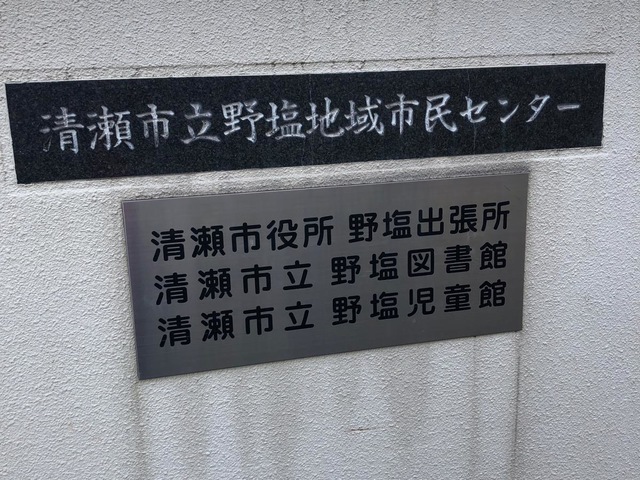 清瀬市立野塩地域市民センター
清瀬市役所 野塩出張所
清瀬市立 野塩図書館
清瀬市立 野塩児童館